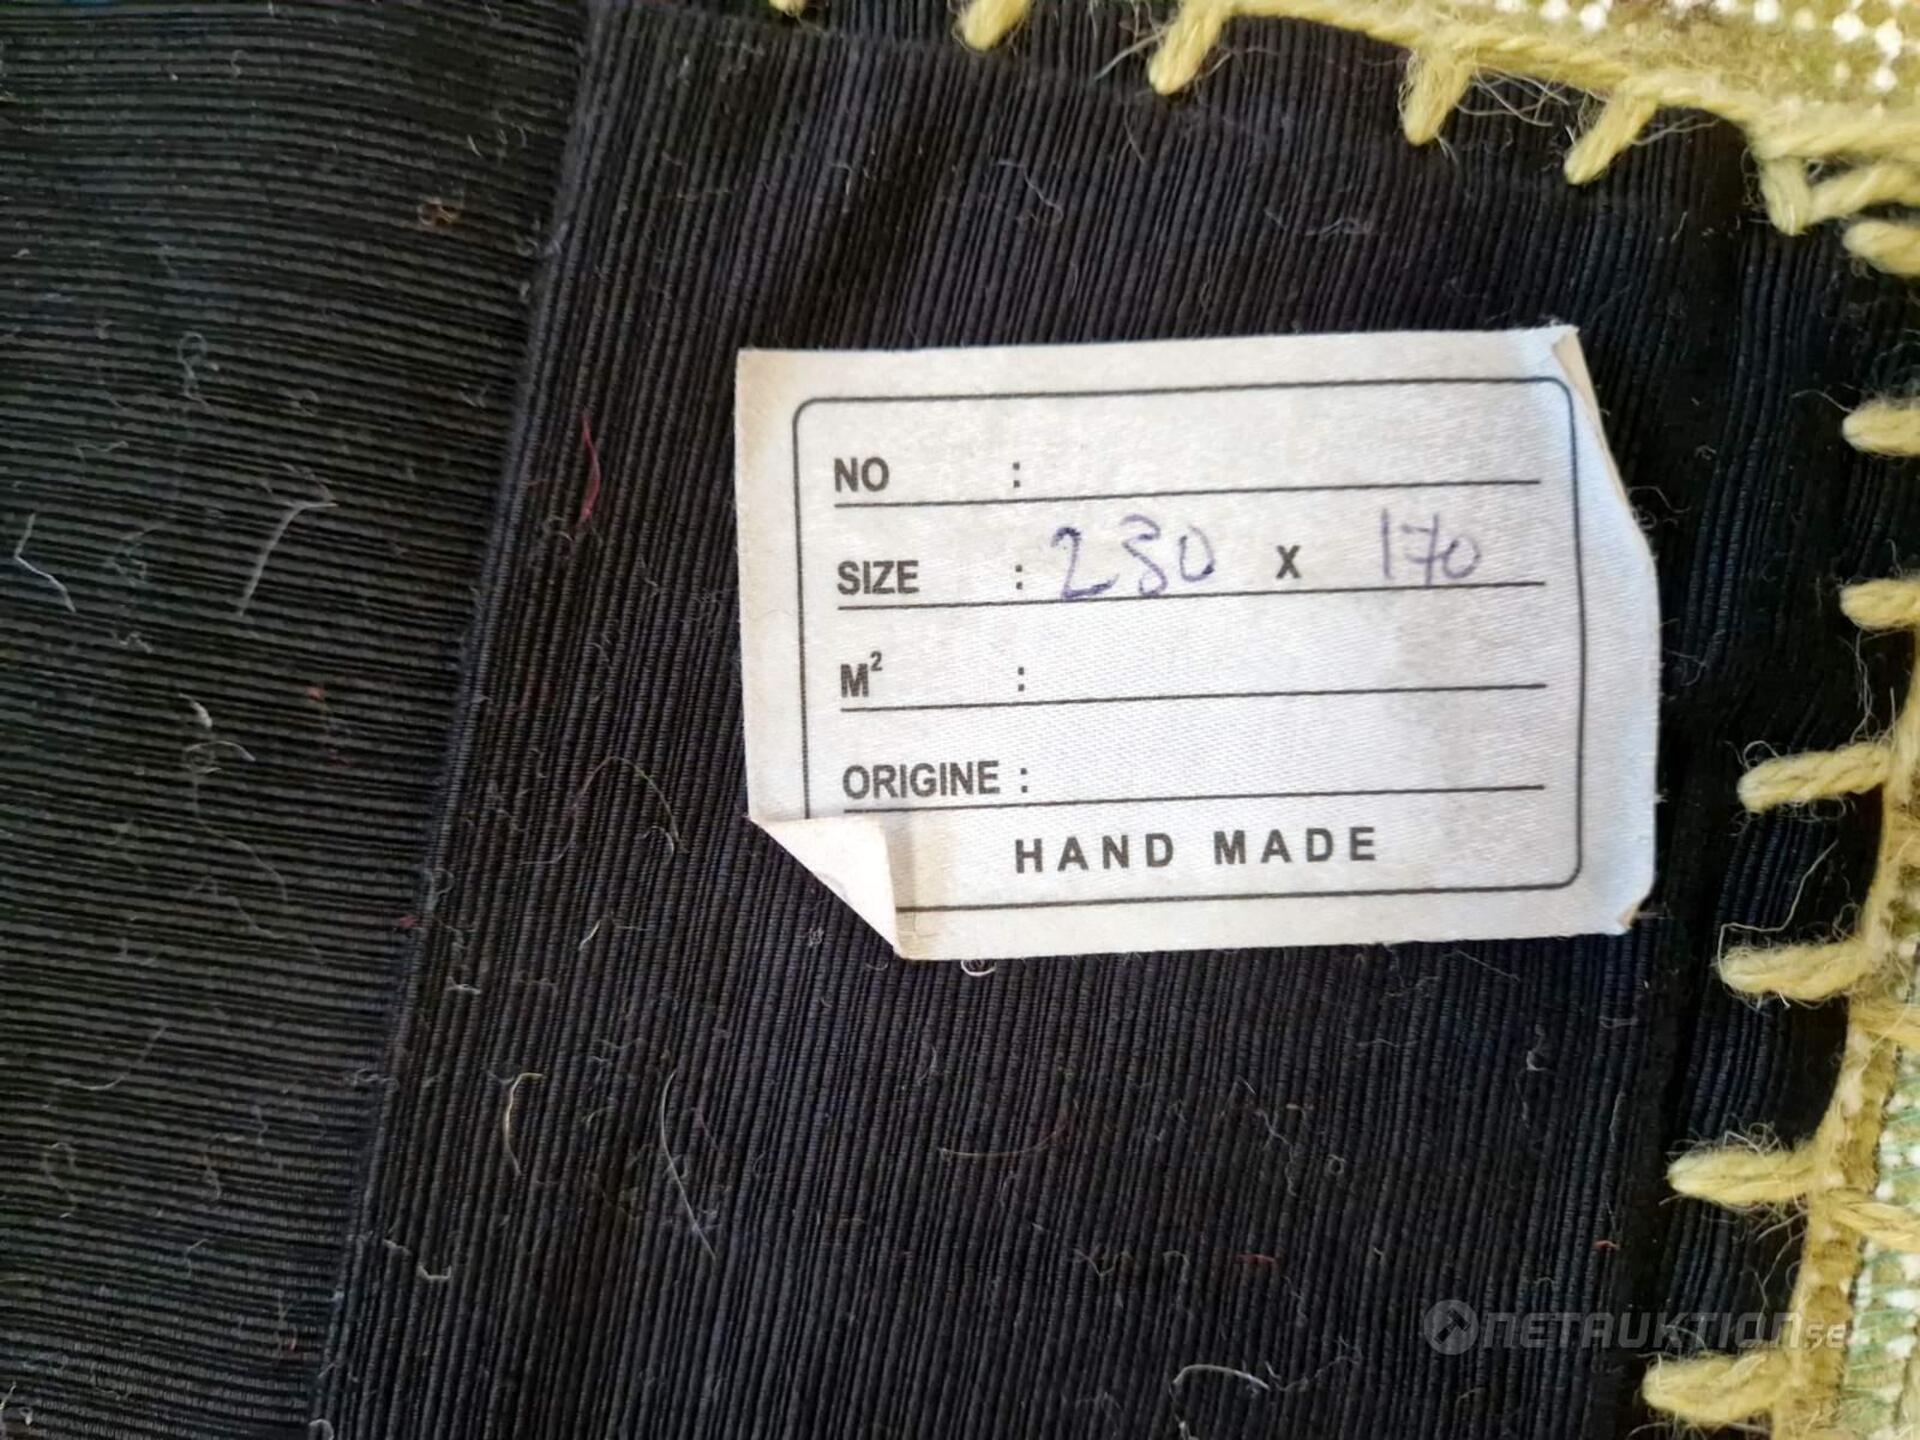 NO :
SIZE : 230 X 170
M² :
ORIGINE :
HAND MADE
NETAUKTION.SE